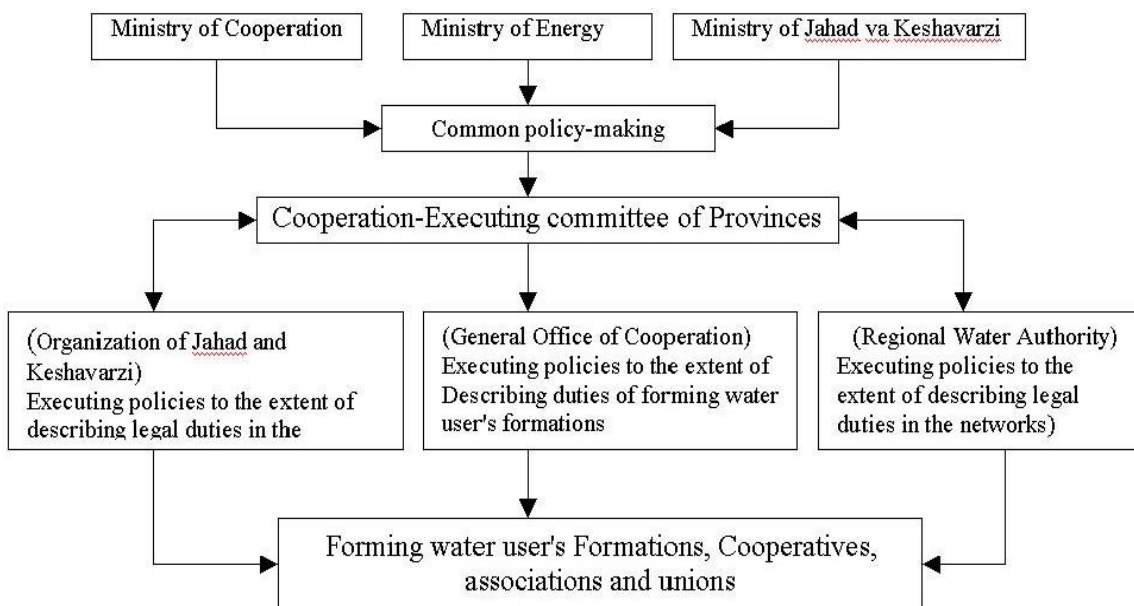 Ministry of Cooperation
Ministry of Energy
Ministry of Jahad va Keshavarzi
Common policy-making
Cooperation-Executing committee of Provinces
(Organization of Jahad and
Keshavarzi)
Executing policies to the extent of
describing legal duties in the
(General Office of Cooperation)
Executing policies to the extent of
Describing duties of forming water
user's formations
(Regional Water Authority)
Executing policies to the
extent of describing legal
duties in the networks)
Forming water user's Formations, Cooperatives,
associations and unions